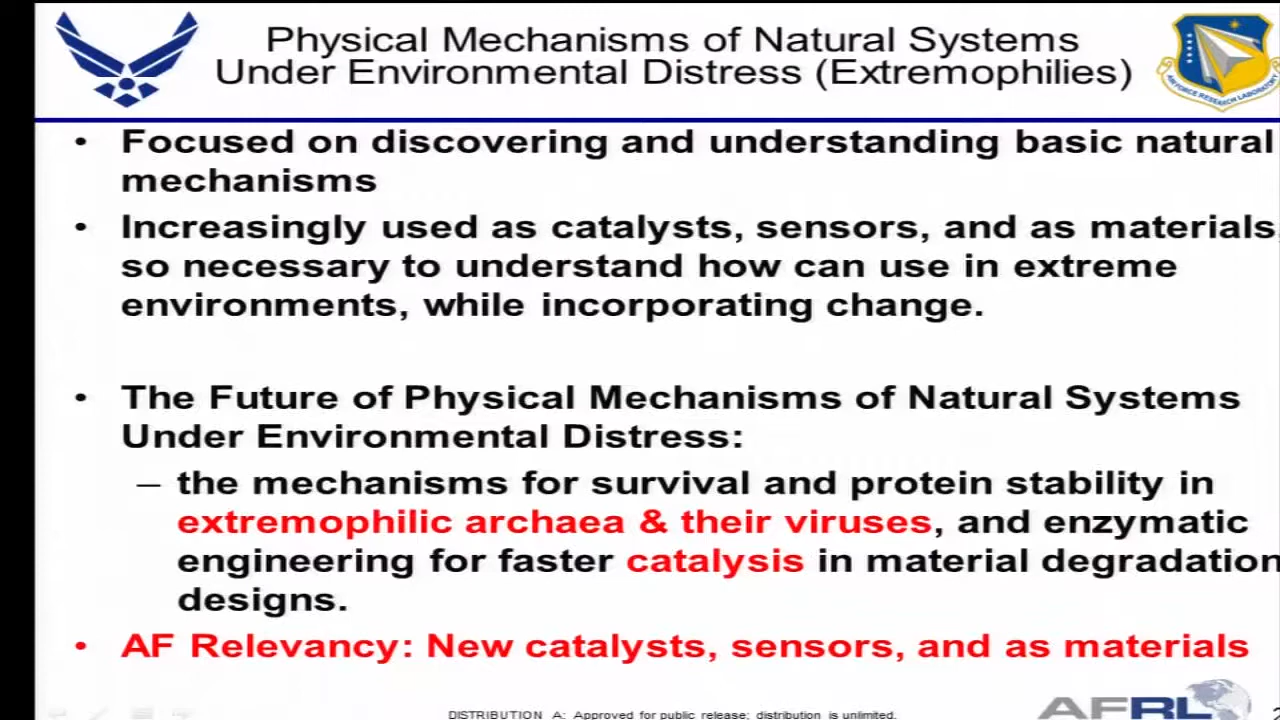 Physical Mechanisms of Natural Systems
Under Environmental Distress (Extremophilies)
AIR FORCE RESEARCH LABORATORY
• Focused on discovering and understanding basic natural
mechanisms
• Increasingly used as catalysts, sensors, and as materials,
so necessary to understand how can use in extreme
environments, while incorporating change.
• The Future of Physical Mechanisms of Natural Systems
Under Environmental Distress:
– the mechanisms for survival and protein stability in
extremophilic archaea & their viruses, and enzymatic
engineering for faster catalysis in material degradation
designs.
• AF Relevancy: New catalysts, sensors, and as materials
DISTRIBUTION A: Approved for public release; distribution is unlimited.
AFRL